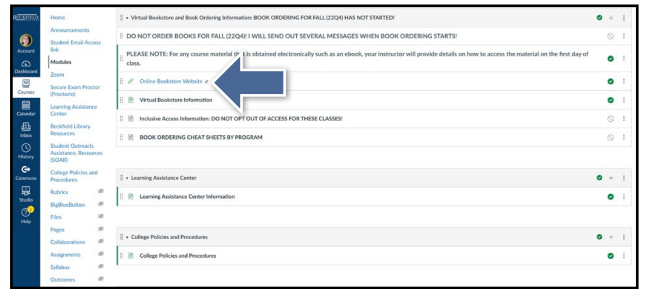 BECKFIELD
Account
Dashboard
Courses
Calendar
Inbox
History
Commons
Studio
Help
Home
Announcements
Student Email Access
link
Modules
Zoom
Secure Exam Proctor
(Proctorio)
Learning Assistance
Center
Beckfield Library
Resources
Student Outreach,
Assistance, Resources
(SOAR)
College Policies and
Procedures
Rubrics
BigBlueButton
Files
Pages
Collaborations
Assignments
Syllabus
Outcomes
Virtual Bookstores and Book Ordering Information: BOOK ORDERING FOR FALL (22Q4) HAS NOT STARTED!
DO NOT ORDER BOOKS FOR FALL (22Q4)! I WILL SEND OUT SEVERAL MESSAGES WHEN BOOK ORDERING STARTS!
PLEASE NOTE: For any course material that is obtained electronically such as an ebook, your instructor will provide details on how to access the material on the first day of
class.
Online Bookstore Website
Virtual Bookstore Information
Inclusive Access Information: DO NOT OPT OUT OF ACCESS FOR THESE CLASSES!
BOOK ORDERING CHEAT SHEETS BY PROGRAM
Learning Assistance Center
Learning Assistance Center Information
College Policies and Procedures
College Policies and Procedures